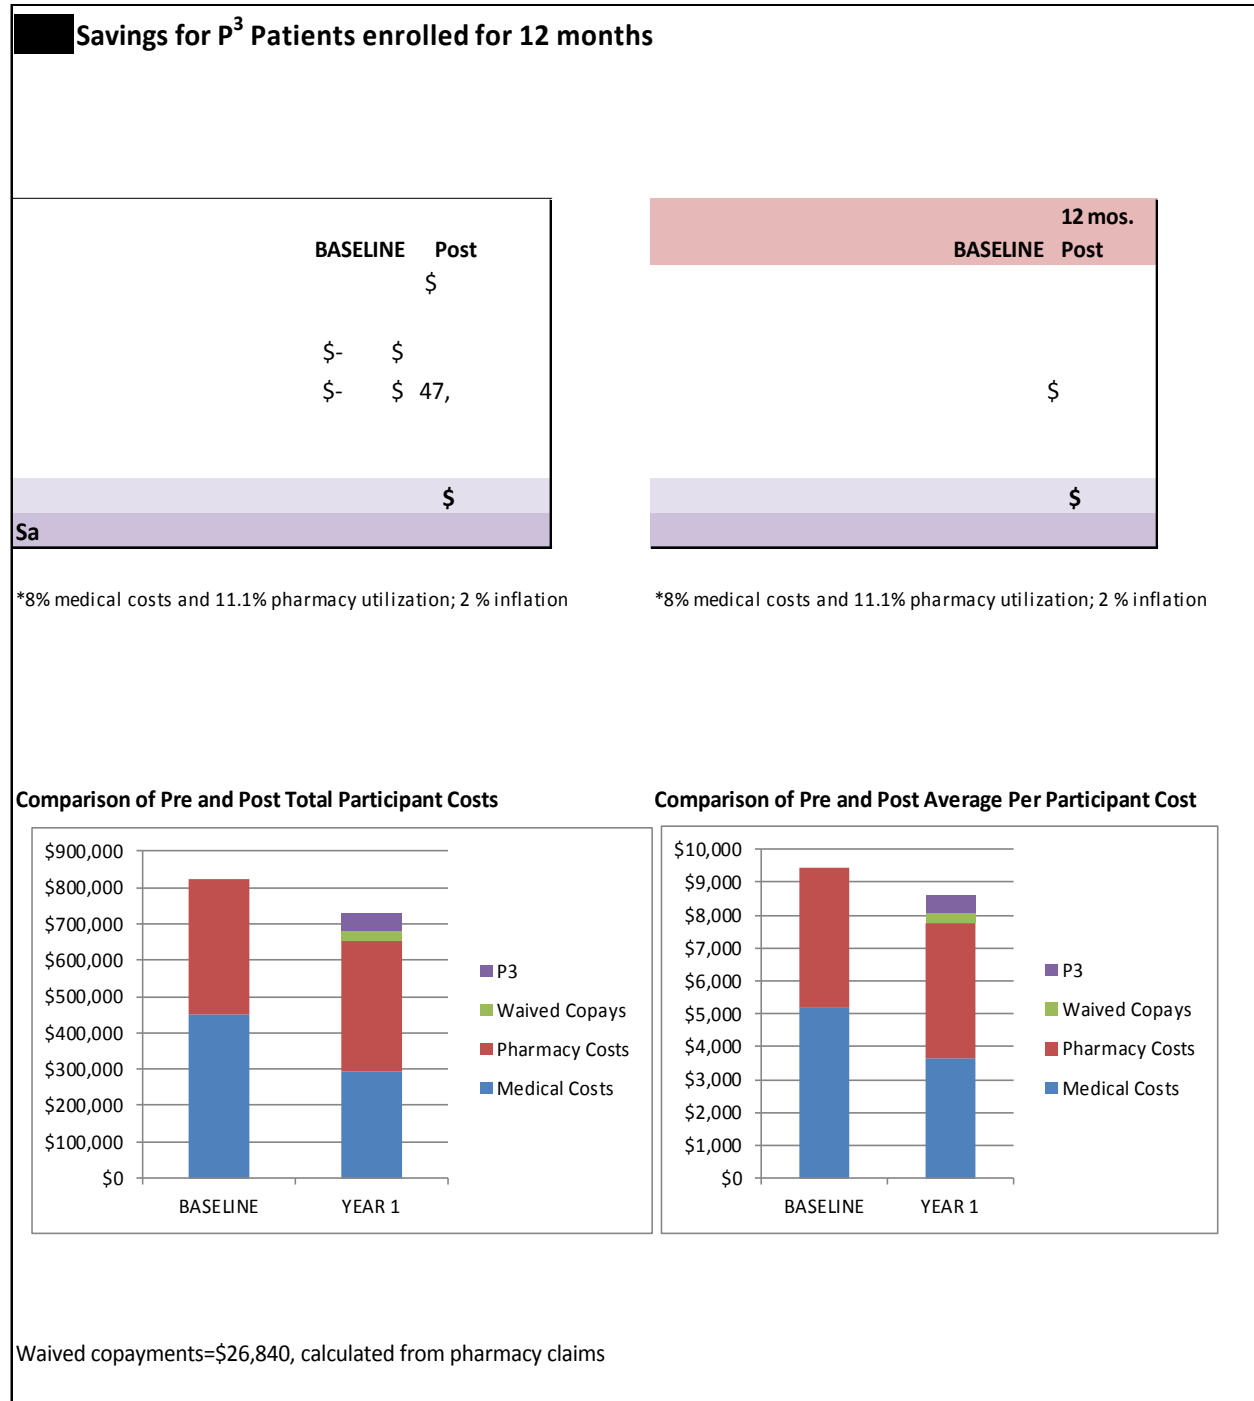 Savings for P³ Patients enrolled for 12 months
BASELINE Post
$
$- $
$- $ 47,
$
Sa
*8% medical costs and 11.1% pharmacy utilization; 2 % inflation
12 mos.
BASELINE Post
$
$
*8% medical costs and 11.1% pharmacy utilization; 2 % inflation
Comparison of Pre and Post Total Participant Costs
$900,000
$800,000
$700,000
$600,000
$500,000
$400,000
$300,000
$200,000
$100,000
$0
BASELINE YEAR 1
P3
Waived Copays
Pharmacy Costs
Medical Costs
Comparison of Pre and Post Average Per Participant Cost
$10,000
$9,000
$8,000
$7,000
$6,000
$5,000
$4,000
$3,000
$2,000
$1,000
$0
BASELINE YEAR 1
P3
Waived Copays
Pharmacy Costs
Medical Costs
Waived copayments=$26,840, calculated from pharmacy claims